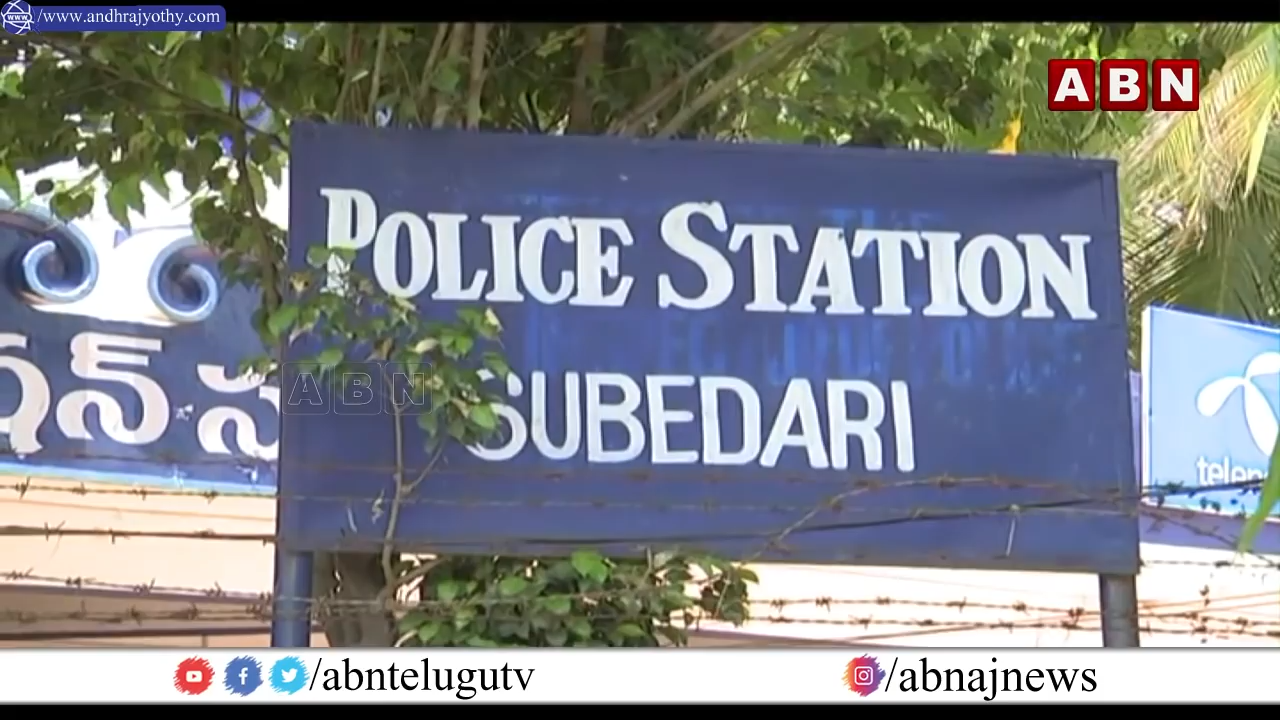 www.andhrajyothy.com
ABN
POLICE STATION
SUBEDARI
ABN
/abntelugutv
/abnajnews